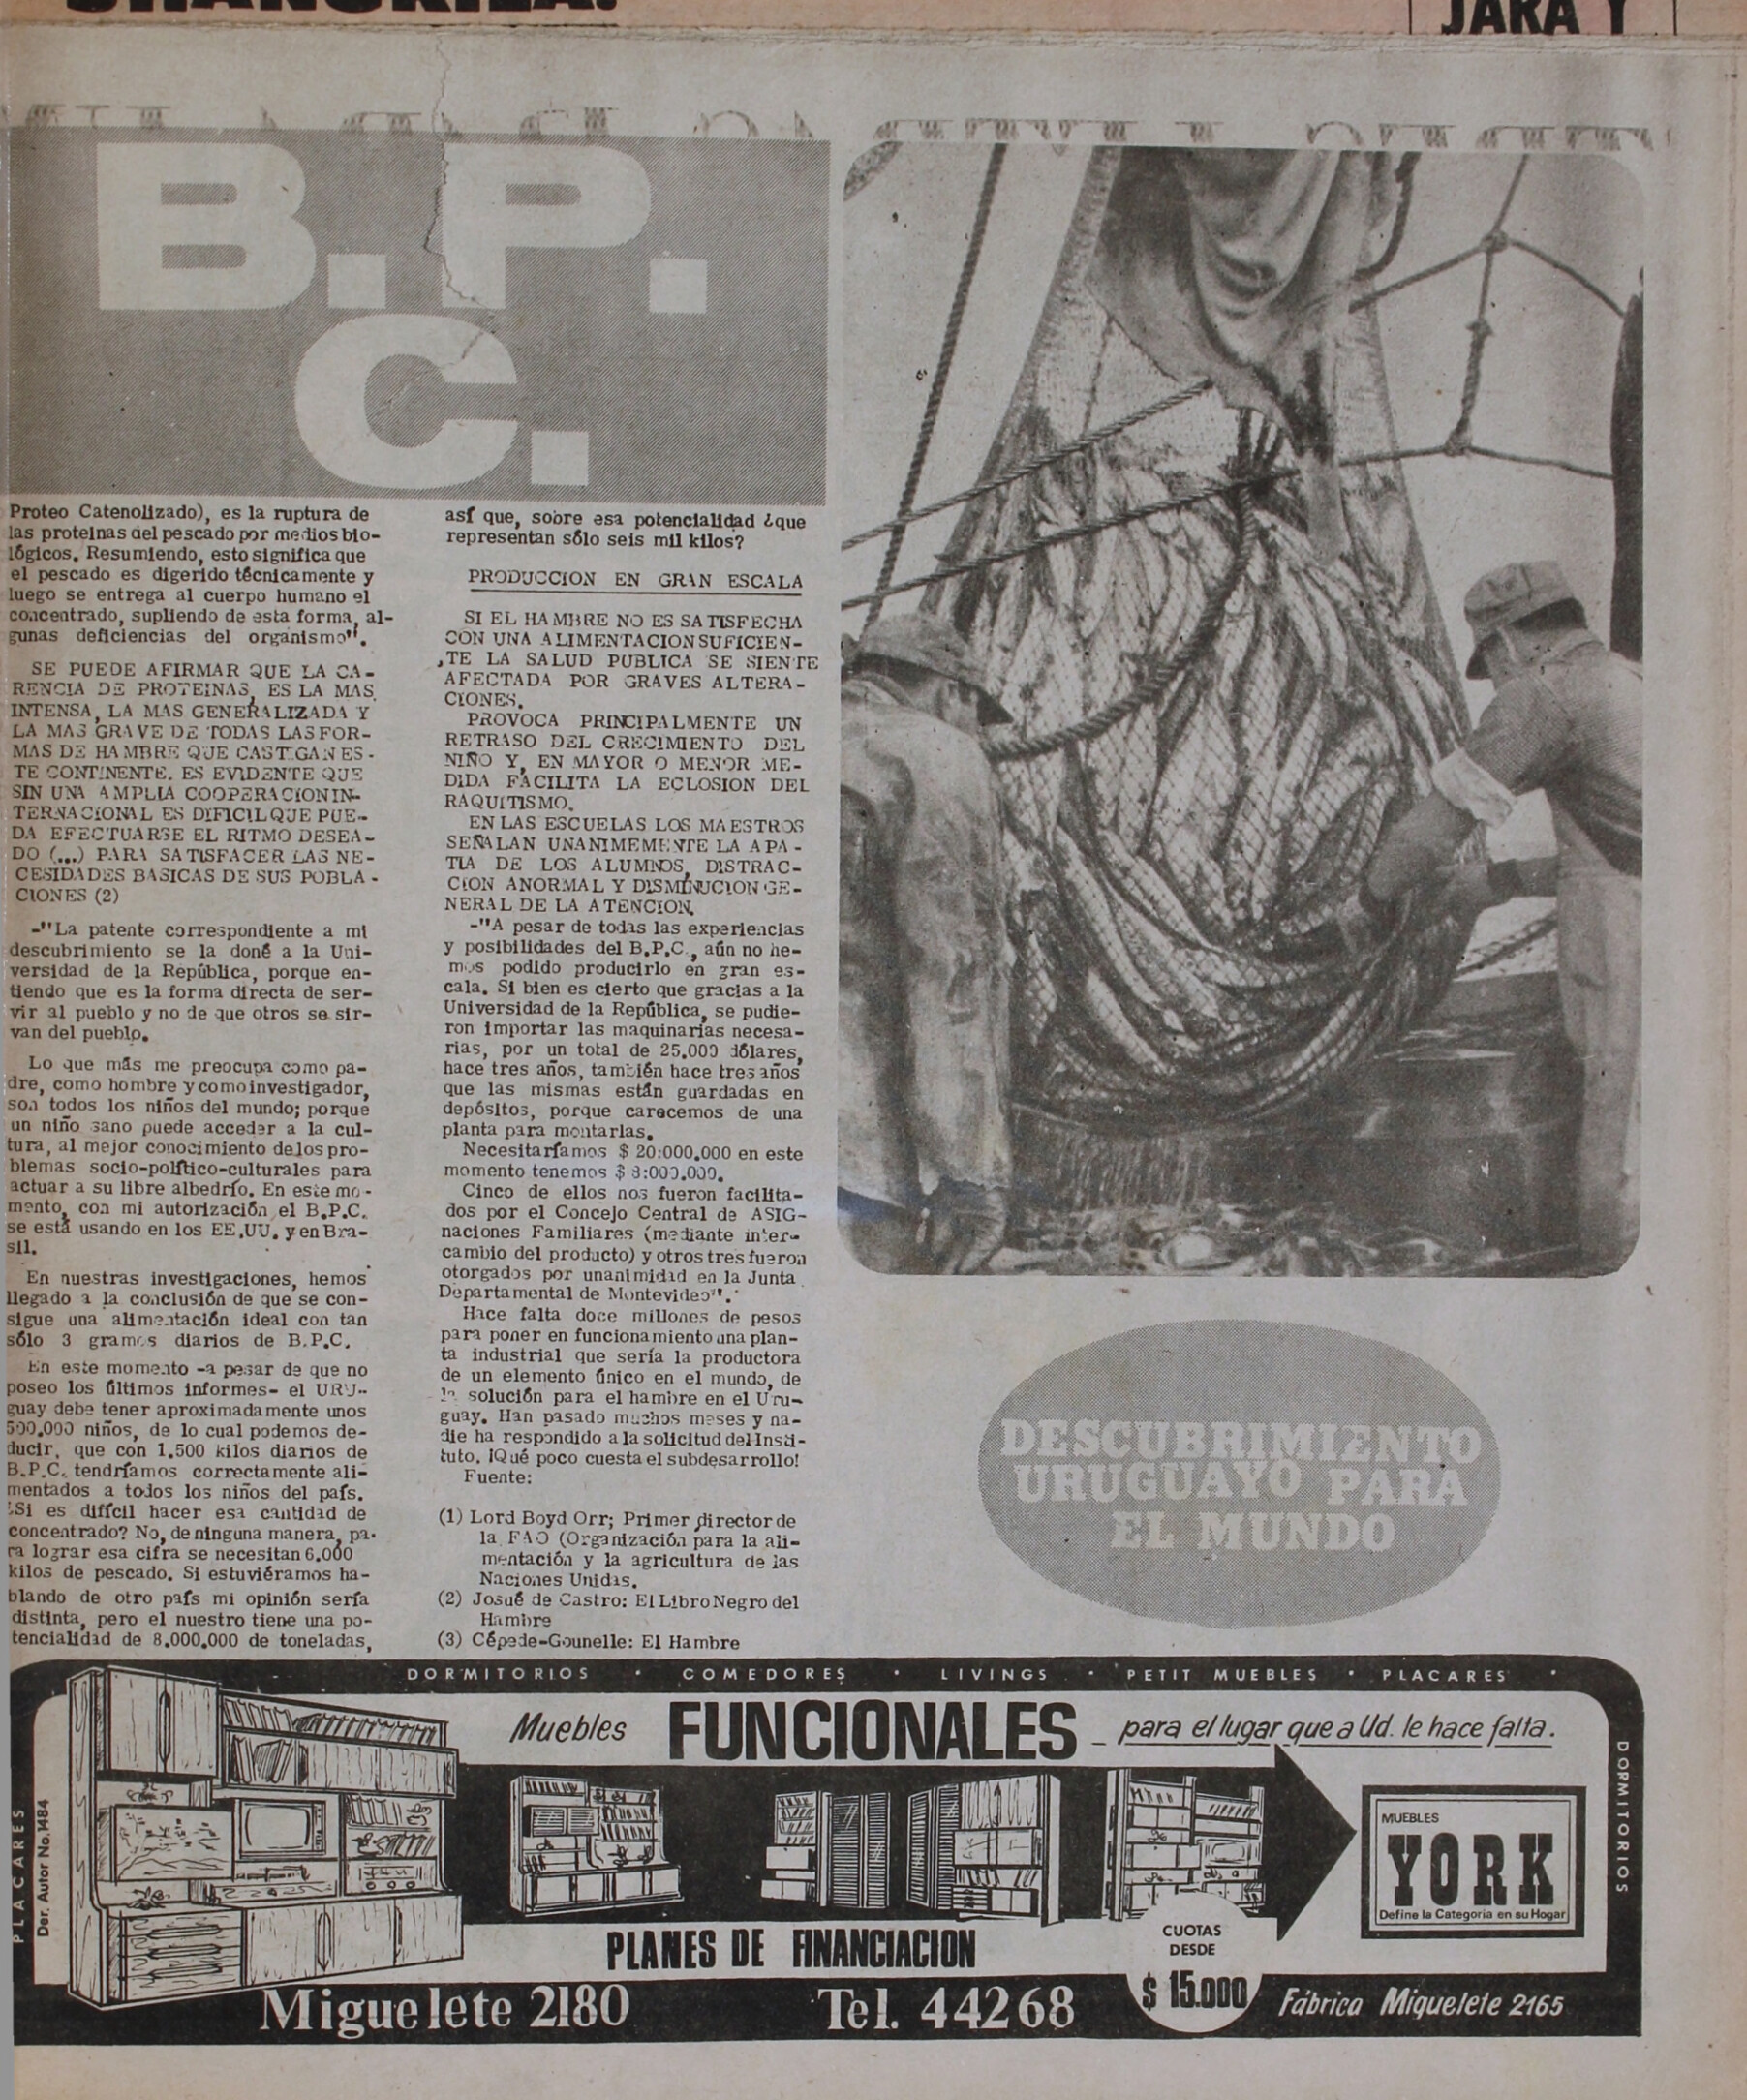 JARA Y
B.P.
C.
Proteo Catenolizado), es la ruptura de
las proteinas del pescado por medios bio-
lógicos. Resumiendo, esto significa que
el pescado es digerido técnicamente y
luego se entrega al cuerpo humano el
concentrado, supliendo de esta forma, al-
gunas deficiencias del organismo".
SE PUEDE AFIRMAR QUE LA CA-
RENCIA DE PROTEINAS, ES LA MAS
INTENSA, LA MAS GENERALIZADA Y
LA MAS GRAVE DE TODAS LAS FOR-
MAS DE HAMBRE QUE CASTIGAN ES-
TE CONTINENTE. ES EVIDENTE QUE
SIN UNA AMPLIA COOPERACION IN-
TERNACIONAL ES DIFICIL QUE PUE-
DA EFECTUARSE EL RITMO DESEA-
DO (...) PARA SATISFACER LAS NE-
CESIDADES BASICAS DE SUS POBLA-
CIONES (2)
-"La patente correspondiente a mi
descubrimiento se la doné a la Uni-
versidad de la República, porque en-
tiendo que es la forma directa de ser-
vir al pueblo y no de que otros se sir-
van del pueblo.
Lo que más me preocupa como pa-
dre, como hombre y como investigador,
son todos los niños del mundo; porque
un niño sano puede acceder a la cul-
tura, al mejor conocimiento de los pro-
blemas socio-polftico-culturales para
actuar a su libre albedrío. En este mo-
mento, con mi autorización el B.P.C.
se está usando en los EE.UU. y en Bra-
sil.
En nuestras investigaciones, hemos
llegado a la conclusión de que se con-
sigue una alimentación ideal con tan
sólo 3 gramos diarios de B.P.C.
En este momento -a pesar de que no
poseo los últimos informes- el URU-
guay debe tener aproximadamente unos
500.000 niños, de lo cual podemos de-
ducir, que con 1.500 kilos diarios de
B.P.C. tendríamos correctamente ali-
mentados a todos los niños del país.
¿Si es difícil hacer esa cantidad de
concentrado? No, de ninguna manera, pa-
ra lograr esa cifra se necesitan 6.000
kilos de pescado. Si estuviéramos ha-
blando de otro país mi opinión sería
distinta, pero el nuestro tiene una po-
tencialidad de 8.000.000 de toneladas,
así que, sobre esa potencialidad ¿que
representan sólo seis mil kilos?
PRODUCCION EN GRAN ESCALA
SI EL HAMBRE NO ES SATISFECHA
CON UNA ALIMENTACION SUFICIEN-
TE LA SALUD PUBLICA SE SIENTE
AFECTADA POR GRAVES ALTERA-
CIONES.
PROVOCA PRINCIPALMENTE UN
RETRASO DEL CRECIMIENTO DEL
NIÑO Y, EN MAYOR O MENOR ME-
DIDA FACILITA LA ECLOSION DEL
RAQUITISMO.
EN LAS ESCUELAS LOS MAESTROS
SEÑALAN UNANIMEMENTE LA APA-
TIA DE LOS ALUMNOS, DISTRAC-
CION ANORMAL Y DISMINUCION GE-
NERAL DE LA ATENCION.
-"A pesar de todas las experiencias
y posibilidades del B.P.C., aún no he-
mos podido producirlo en gran es-
cala. Si bien es cierto que gracias a la
Universidad de la República, se pudie-
ron importar las maquinarias necesa-
rias, por un total de 25.000 dólares,
hace tres años, también hace tres años
que las mismas están guardadas en
depósitos, porque carecemos de una
planta para montarlas.
Necesitaríamos $ 20:000.000 en este
momento tenemos $ 8:000.000.
Cinco de ellos nos fueron facilita-
dos por el Concejo Central de ASIG-
naciones Familiares (mediante inter-
cambio del producto) y otros tres fueron
otorgados por unanimidad en la Junta
Departamental de Montevideo".
Hace falta doce millones de pesos
para poner en funcionamiento una plan-
ta industrial que sería la productora
de un elemento único en el mundo, de
la solución para el hambre en el Uru-
guay. Han pasado muchos meses y na-
die ha respondido a la solicitud del Insti-
tuto. ¡Qué poco cuesta el subdesarrollo!
Fuente:
(1) Lord Boyd Orr; Primer director de
la FAO (Organización para la ali-
mentación y la agricultura de las
Naciones Unidas.
(2) Josué de Castro: El Libro Negro del
Hambre
(3) Cépede-Gounelle: El Hambre
DESCUBRIMIENTO
URUGUAYO PARA
EL MUNDO
DORMITORIOS • COMEDORES • LIVINGS • PETIT MUEBLES • PLACARES •
DORMITORIOS
PLACARES
Der. Autor No. 1484
Muebles FUNCIONALES - para el lugar que a Ud. le hace falta.
MUEBLES
YORK
Define la Categoria en su Hogar
PLANES DE FINANCIACION
CUOTAS
DESDE
$ 15.000
Miguelete 2180 Tel. 44268 Fábrica Miguelete 2165